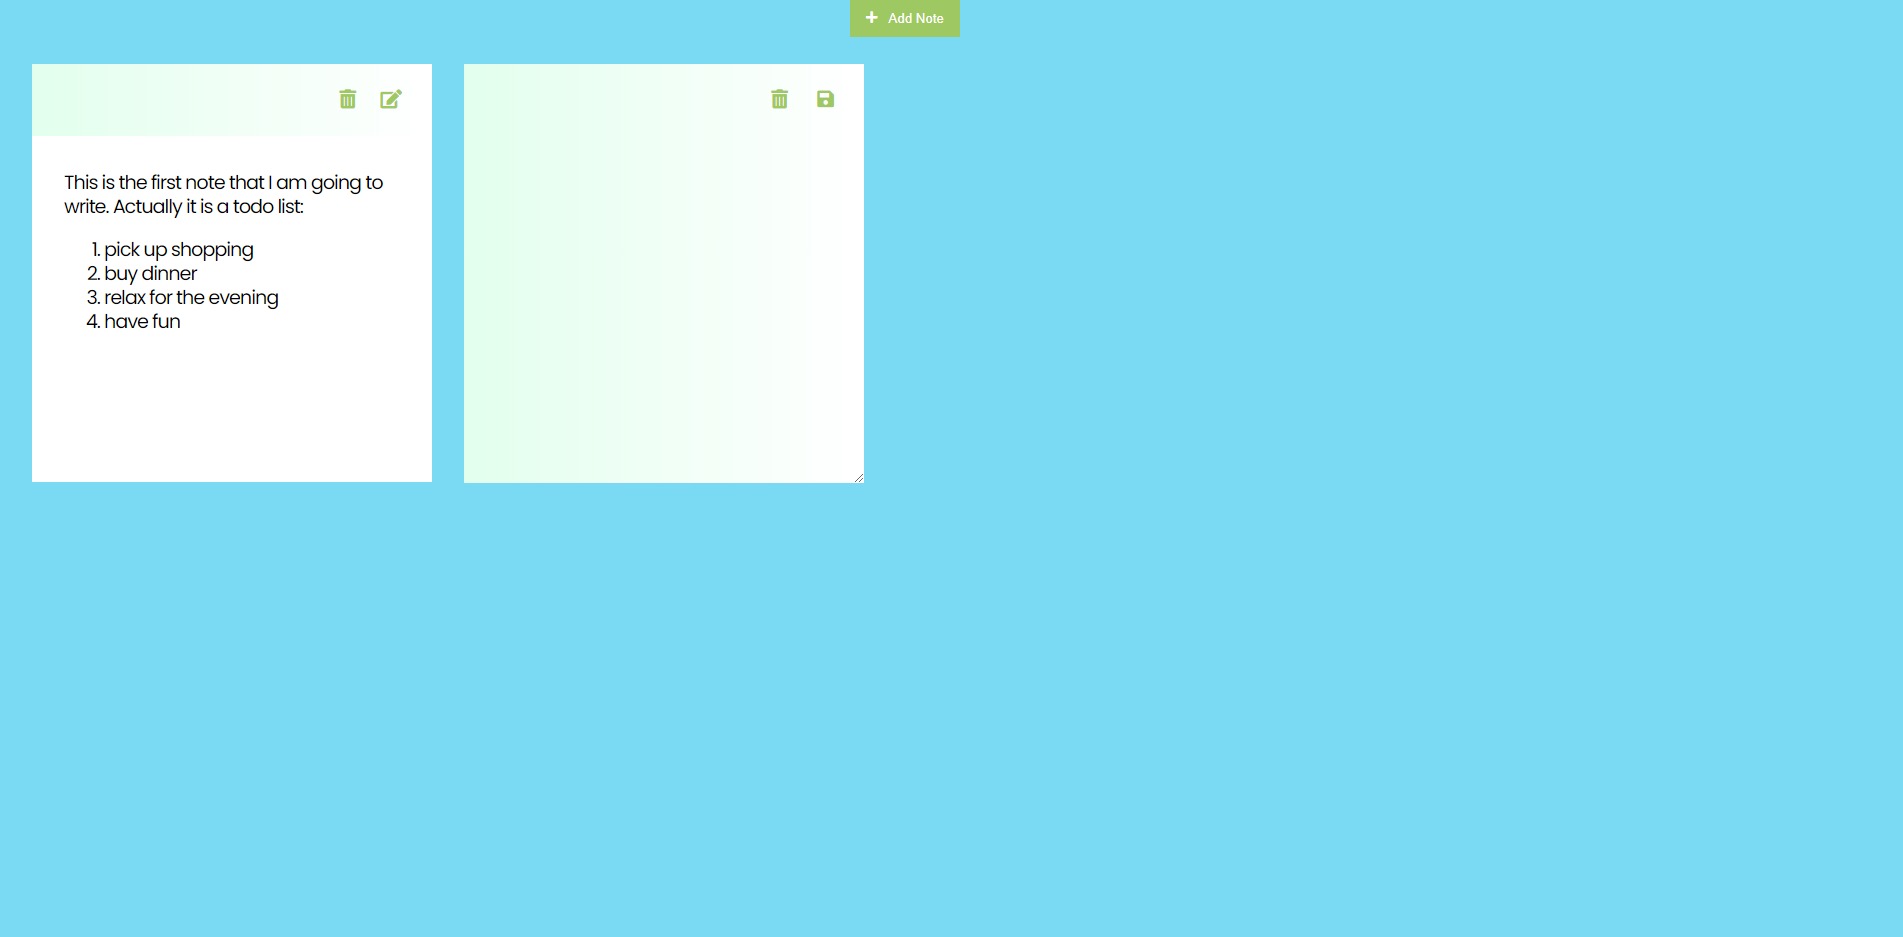 Add Note
This is the first note that I am going to
write. Actually it is a todo list:
1. pick up shopping
2. buy dinner
3. relax for the evening
4. have fun